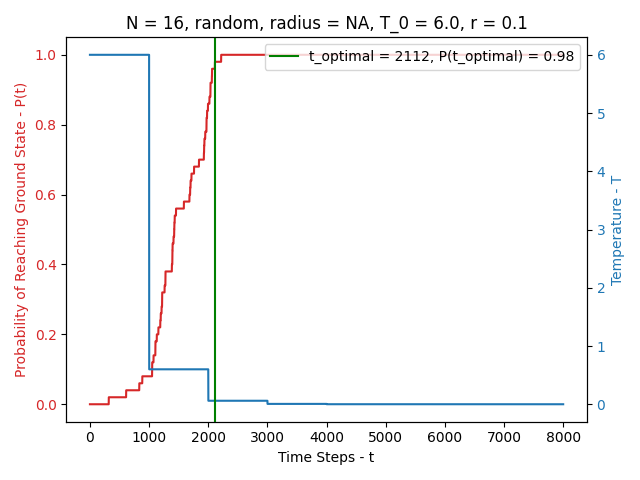 N = 16, random, radius = NA, T_0 = 6.0, r = 0.1
t_optimal = 2112, P(t_optimal) = 0.98
Probability of Reaching Ground State - P(t)
1.0
0.8
0.6
0.4
0.2
0.0
6
5
4
3
2
1
0
Temperature - T
0 1000 2000 3000 4000 5000 6000 7000 8000
Time Steps - t